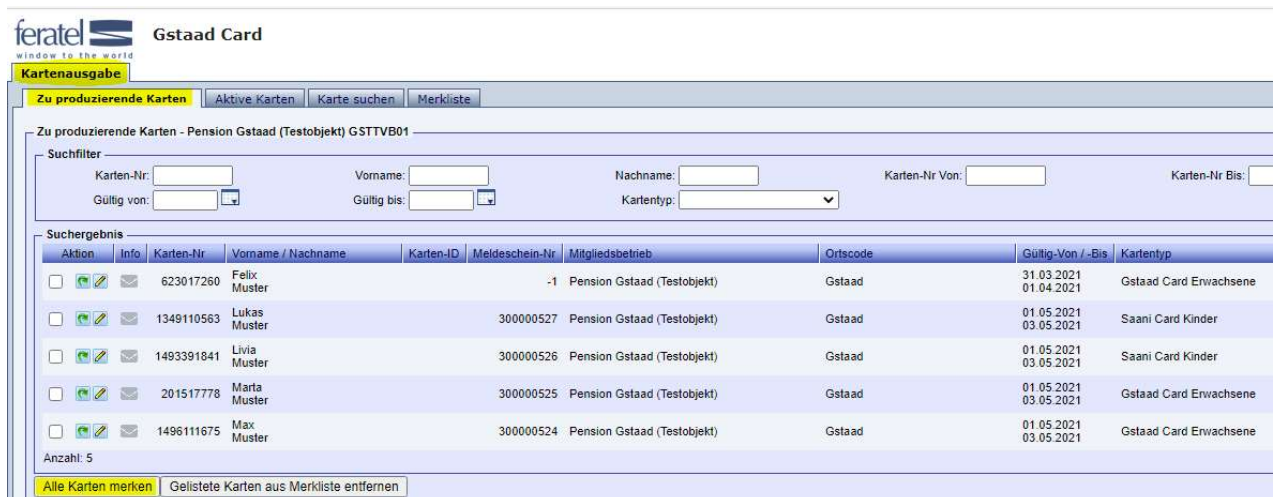 feratel
window to the world
Gstaad Card
Kartenausgabe
Zu produzierende Karten Aktive Karten Karte suchen Merkliste
Zu produzierende Karten - Pension Gstaad (Testobjekt) GSTTVB01
Suchfilter
Karten-Nr: Vorname: Nachname: Karten-Nr Von: Karten-Nr Bis:
Gültig von: Gültig bis: Kartentyp:
Suchergebnis
Aktion Info Karten-Nr Vorname / Nachname Karten-ID Meldeschein-Nr Mitgliedsbetrieb Ortscode Gültig-Von / -Bis Kartentyp
623017260 Felix Muster -1 Pension Gstaad (Testobjekt) Gstaad 31.03.2021 01.04.2021 Gstaad Card Erwachsene
1349110563 Lukas Muster 300000527 Pension Gstaad (Testobjekt) Gstaad 01.05.2021 03.05.2021 Saani Card Kinder
1493391841 Livia Muster 300000526 Pension Gstaad (Testobjekt) Gstaad 01.05.2021 03.05.2021 Saani Card Kinder
201517778 Marta Muster 300000525 Pension Gstaad (Testobjekt) Gstaad 01.05.2021 03.05.2021 Gstaad Card Erwachsene
1496111675 Max Muster 300000524 Pension Gstaad (Testobjekt) Gstaad 01.05.2021 03.05.2021 Gstaad Card Erwachsene
Anzahl: 5
Alle Karten merken Gelistete Karten aus Merkliste entfernen